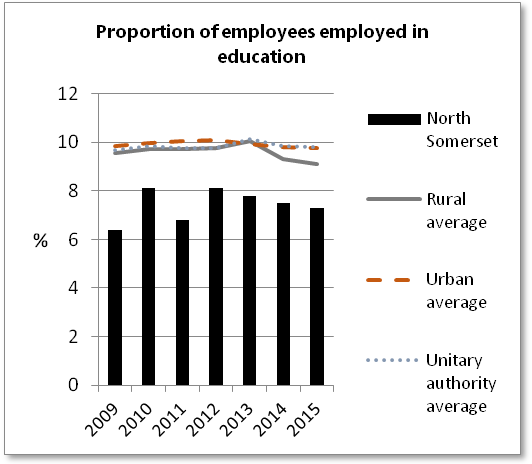 Proportion of employees employed in
education
12
10
8
6
4
2
0
%
2009
2010
2011
2012
2013
2014
2015
North
Somerset
Rural
average
Urban
average
Unitary
authority
average